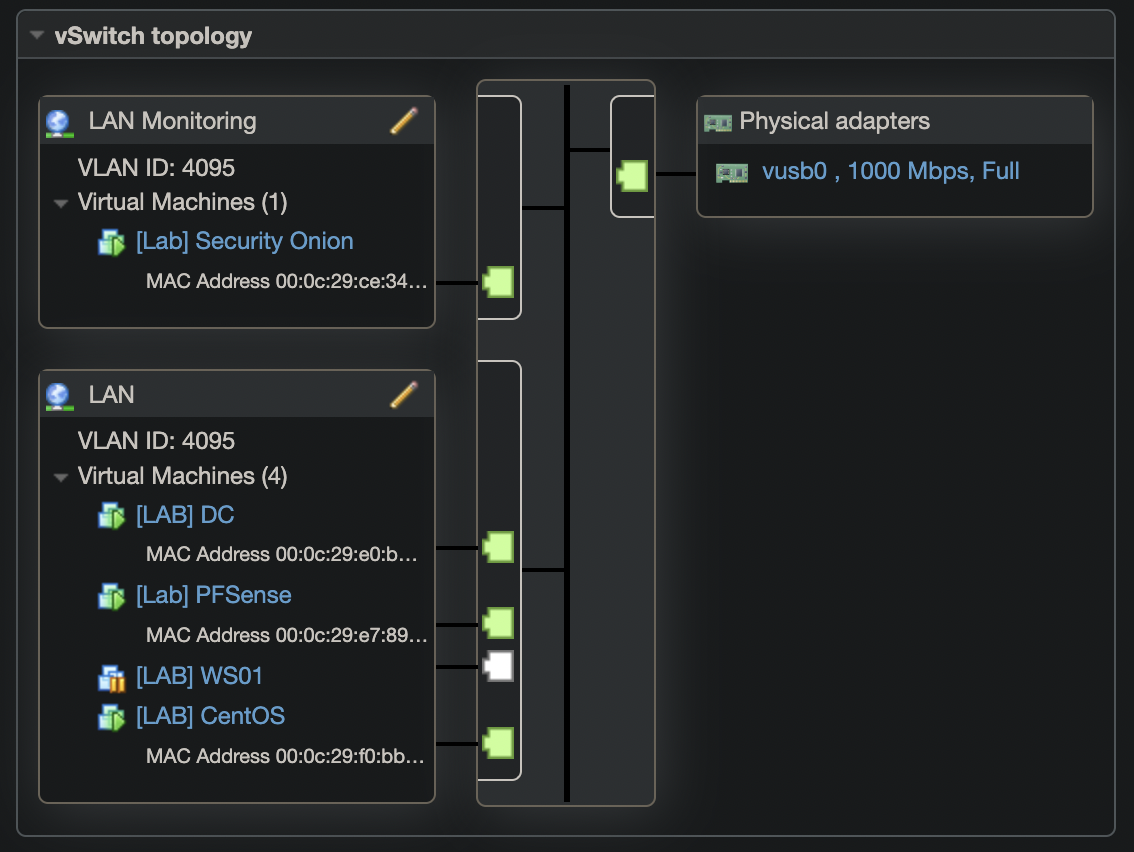 vSwitch topology
LAN Monitoring
VLAN ID: 4095
Virtual Machines (1)
[Lab] Security Onion
MAC Address 00:0c:29:ce:34...
LAN
VLAN ID: 4095
Virtual Machines (4)
[LAB] DC
MAC Address 00:0c:29:e0:b...
[Lab] PFSense
MAC Address 00:0c:29:e7:89...
[LAB] WS01
[LAB] CentOS
MAC Address 00:0c:29:f0:bb...
Physical adapters
vusb0 , 1000 Mbps, Full